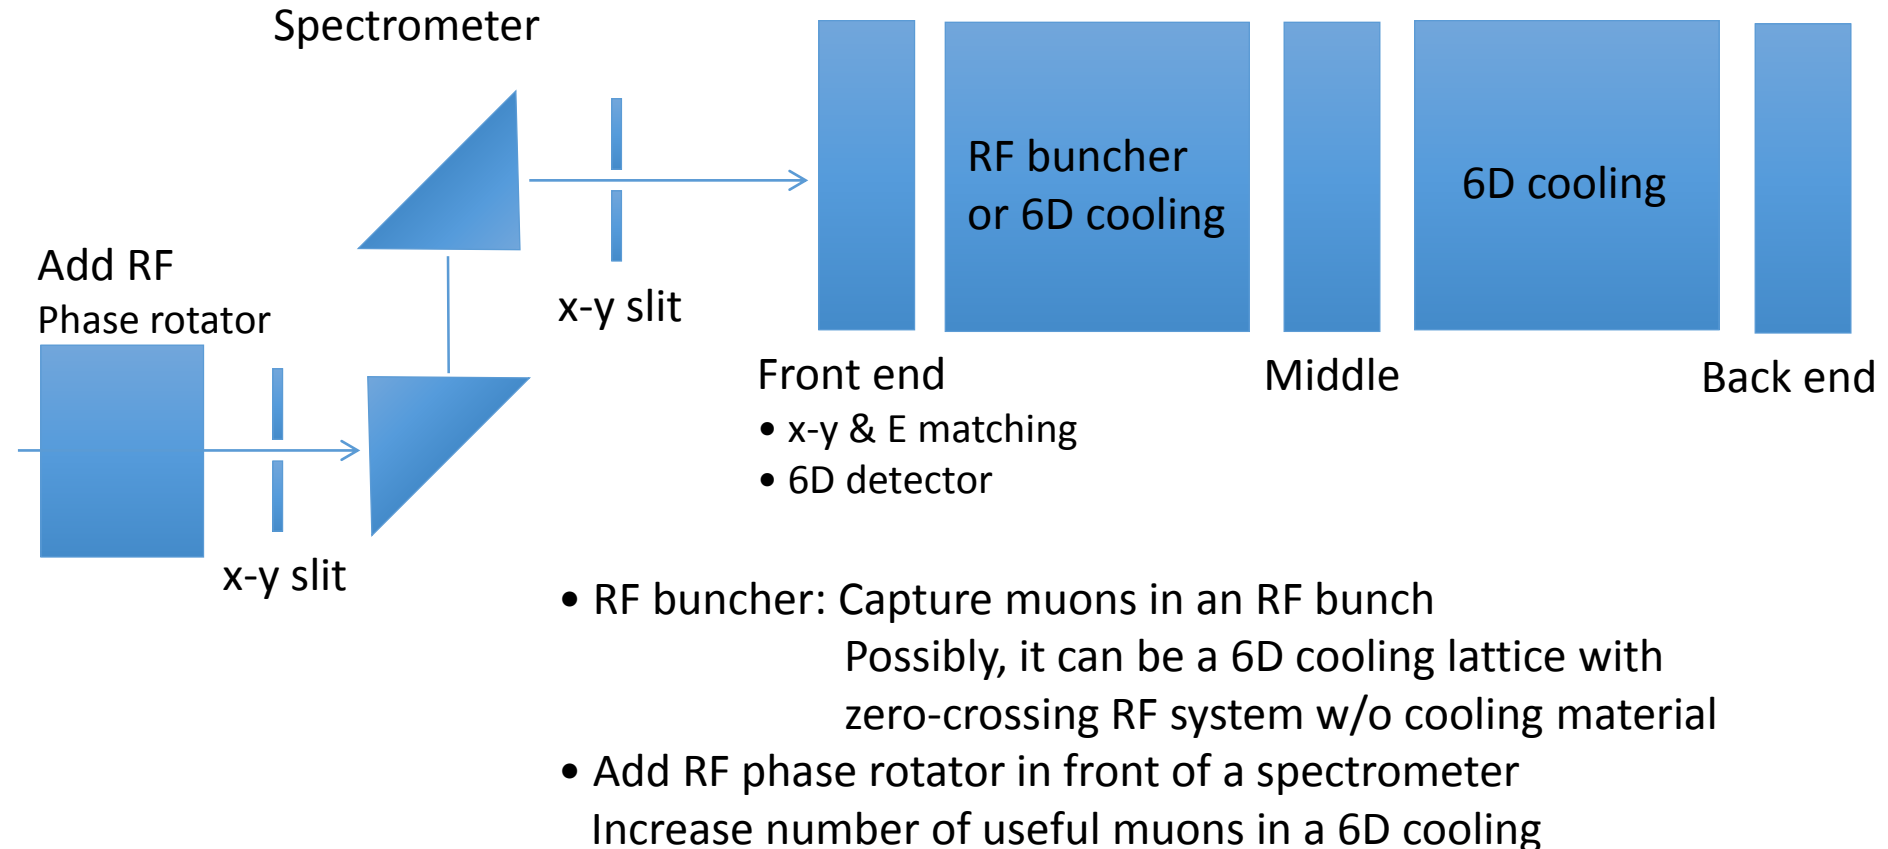 Spectrometer
RF buncher
or 6D cooling
6D cooling
Add RF
Phase rotator
x-y slit
x-y slit
Front end
• x-y & E matching
• 6D detector
Middle
Back end
• RF buncher: Capture muons in an RF bunch
Possibly, it can be a 6D cooling lattice with
zero-crossing RF system w/o cooling material
• Add RF phase rotator in front of a spectrometer
Increase number of useful muons in a 6D cooling